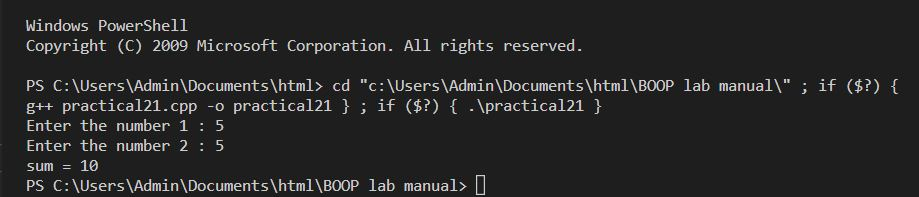 Windows PowerShell
Copyright (C) 2009 Microsoft Corporation. All rights reserved.
PS C:\Users\Admin\Documents\html> cd "c:\Users\Admin\Documents\html\BOOP lab manual\" ; if ($?) {
g++ practical21.cpp -o practical21 } ; if ($?) { .\practical21 }
Enter the number 1 : 5
Enter the number 2 : 5
sum = 10
PS C:\Users\Admin\Documents\html\BOOP lab manual>